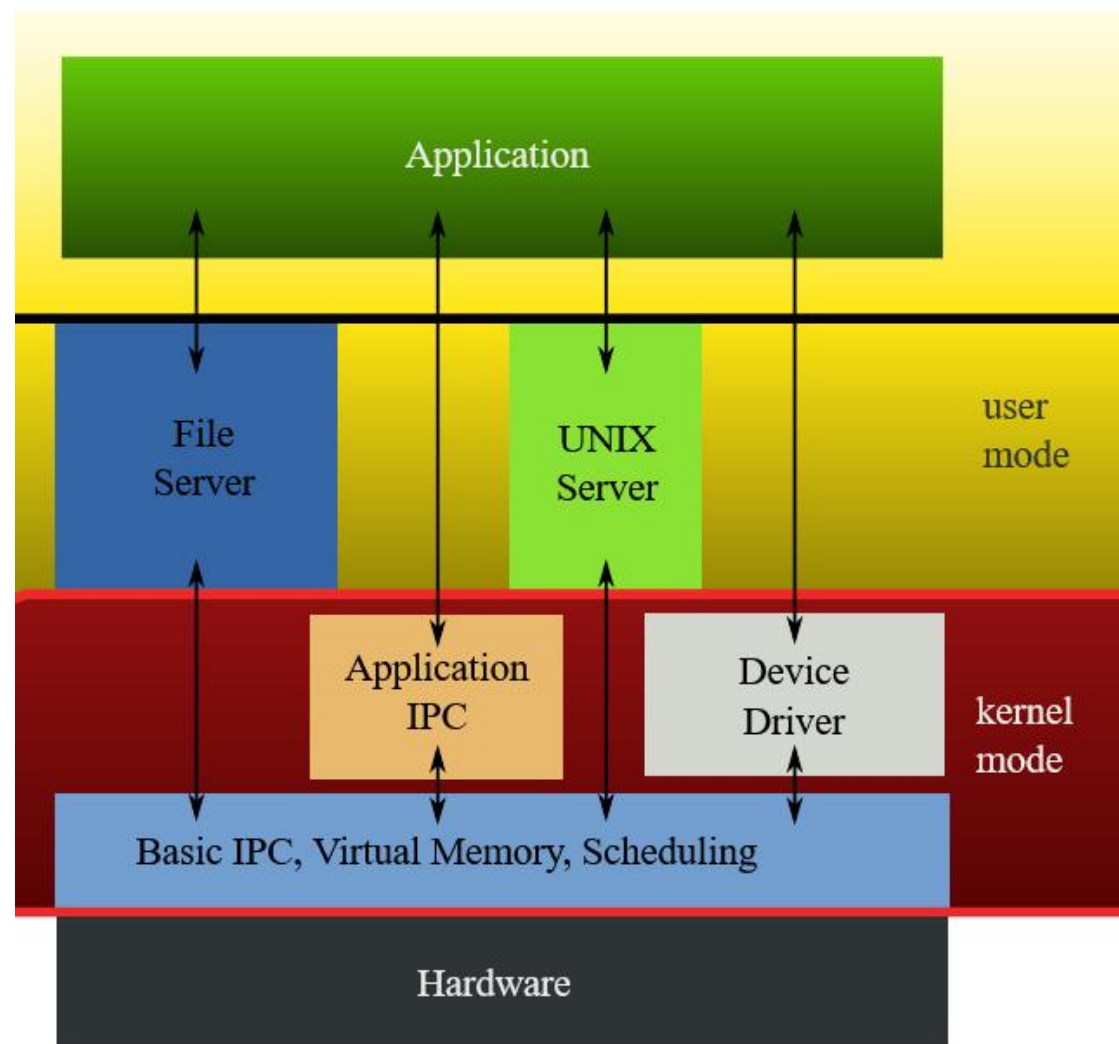 Application
File
Server
UNIX
Server
user
mode
Application
IPC
Device
Driver
kernel
mode
Basic IPC, Virtual Memory, Scheduling
Hardware